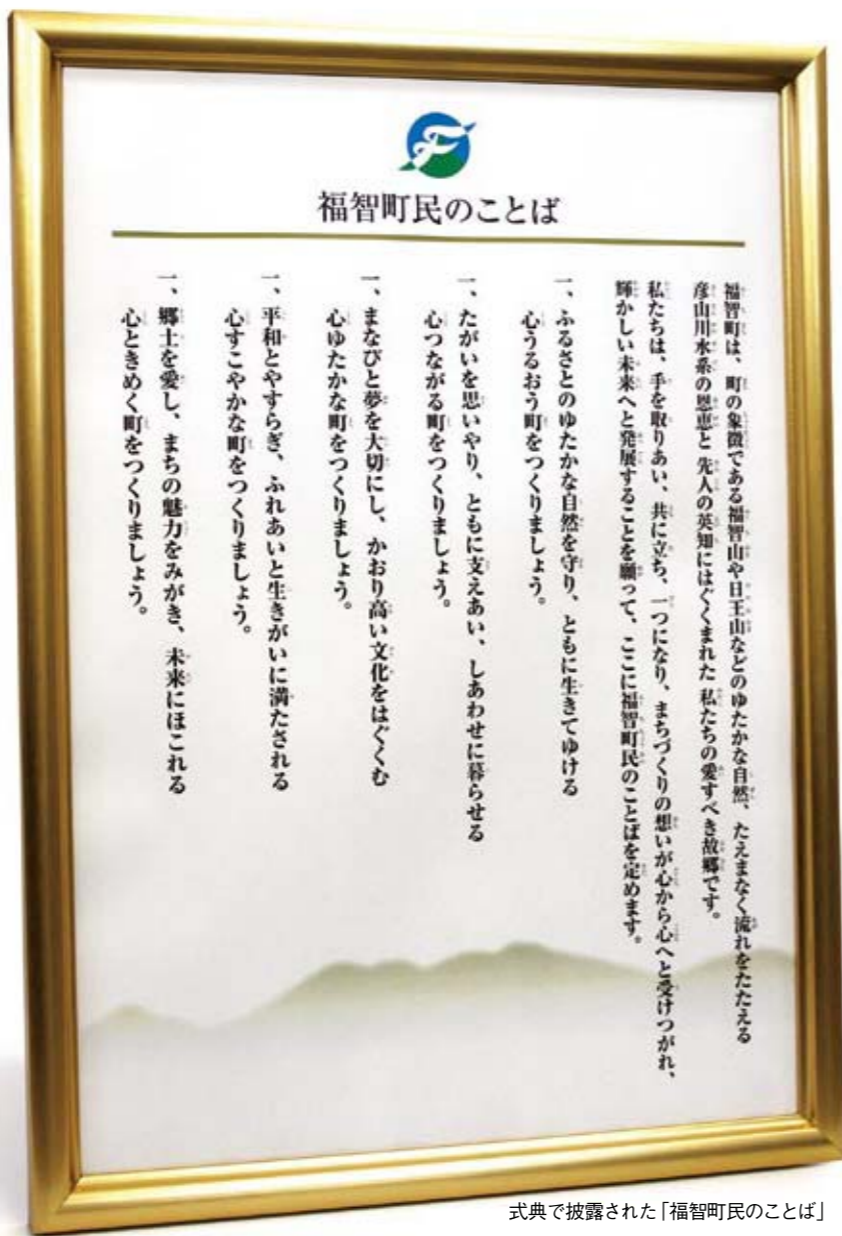 福智町民のことば
福智町は、町の象徴である福智山や日王山などのゆたかな自然、たえまなく流れをたたえる
彦山川水系の恩恵と 先人の英知にはぐくまれた 私たちの愛すべき故郷です。
私たちは、手を取りあい、共に立ち、一つになり、まちづくりの想いが心から心へと受けつがれ、
輝かしい未来へと発展することを願って、ここに福智町民のことばを定めます。
一、ふるさとのゆたかな自然を守り、ともに生きてゆける
心うるおう町をつくりましょう。
一、たがいを思いやり、ともに支えあい、しあわせに暮らせる
心つながる町をつくりましょう。
一、まなびと夢を大切にし、かおり高い文化をはぐくむ
心ゆたかな町をつくりましょう。
一、平和とやすらぎ、ふれあいと生きがいに満たされる
心すこやかな町をつくりましょう。
一、郷土を愛し、まちの魅力をみがき、未来にほこれる
心ときめく町をつくりましょう。
式典で披露された「福智町民のことば」